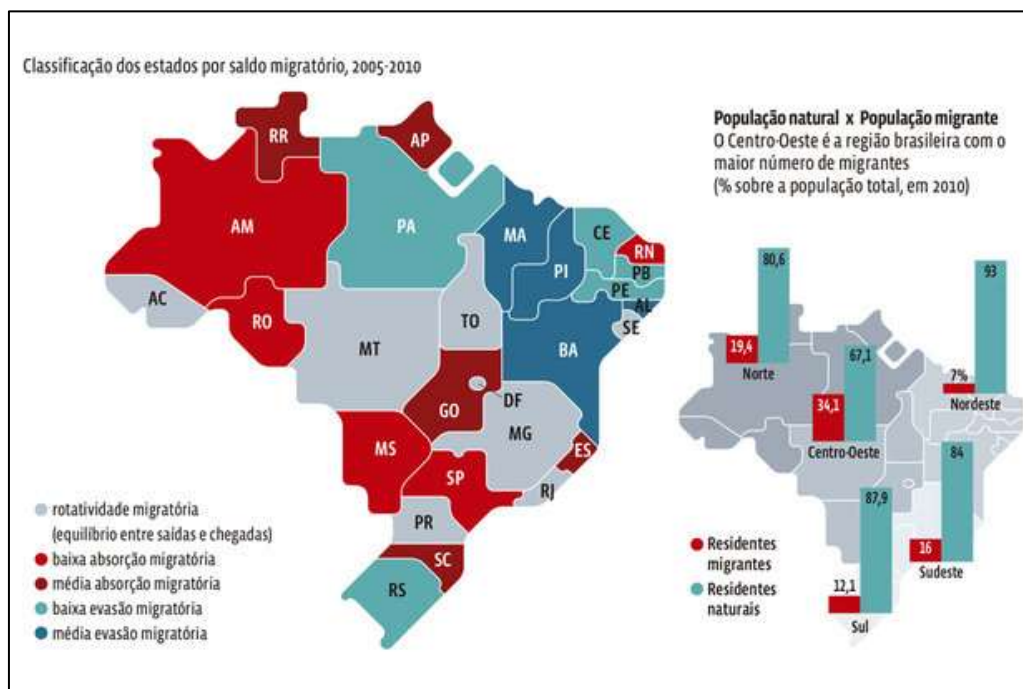 Classificação dos estados por saldo migratório, 2005-2010
RR
AP
AM
PA
MA
CE
RN
PI
PB
PE
AL
SE
AC
RO
TO
MT
BA
GO
DF
MG
MS
ES
SP
RJ
PR
SC
RS
rotatividade migratória
(equilíbrio entre saídas e chegadas)
baixa absorção migratória
média absorção migratória
baixa evasão migratória
média evasão migratória
População natural x População migrante
O Centro-Oeste é a região brasileira com o
maior número de migrantes
(% sobre a população total, em 2010)
80,6
19,4
Norte
93
7%
Nordeste
67,1
34,1
Centro-Oeste
84
16
Sudeste
87,9
12,1
Sul
Residentes
migrantes
Residentes
naturais